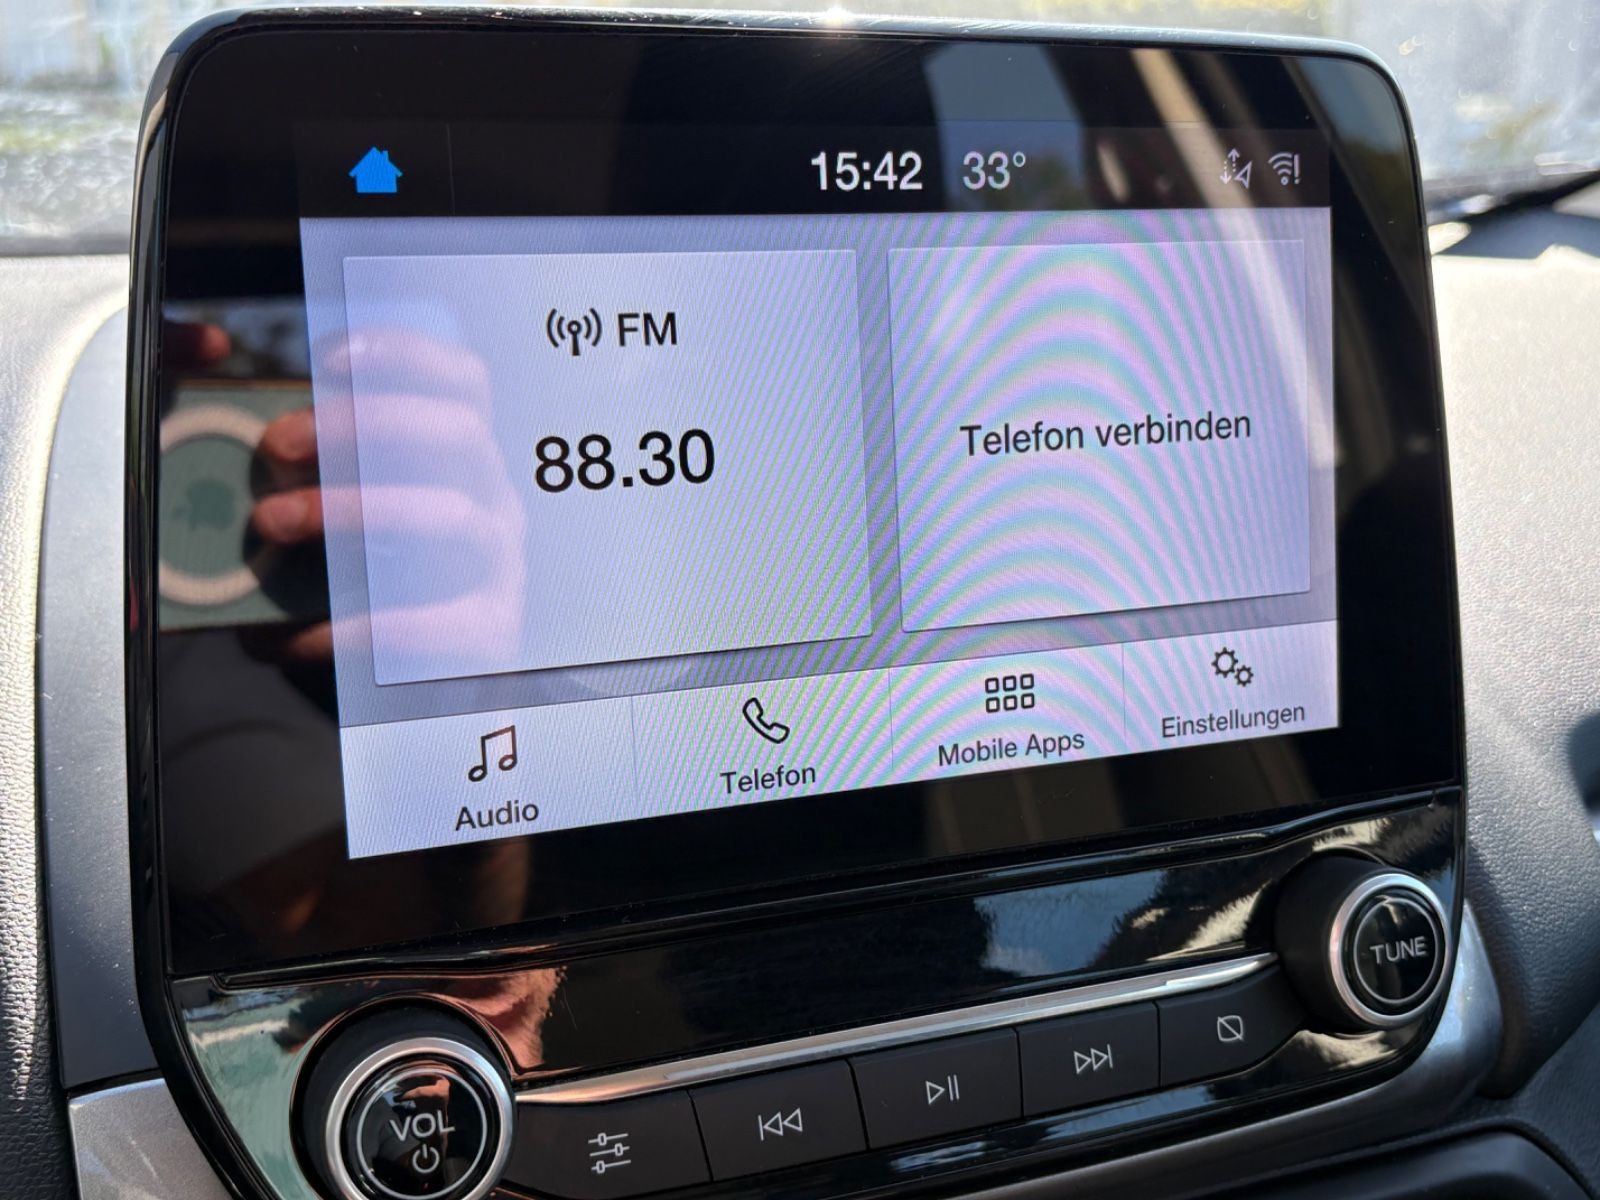 15:42 33°
FM
88.30
Telefon verbinden
Audio
Telefon
Mobile Apps
Einstellungen
TUNE
VOL